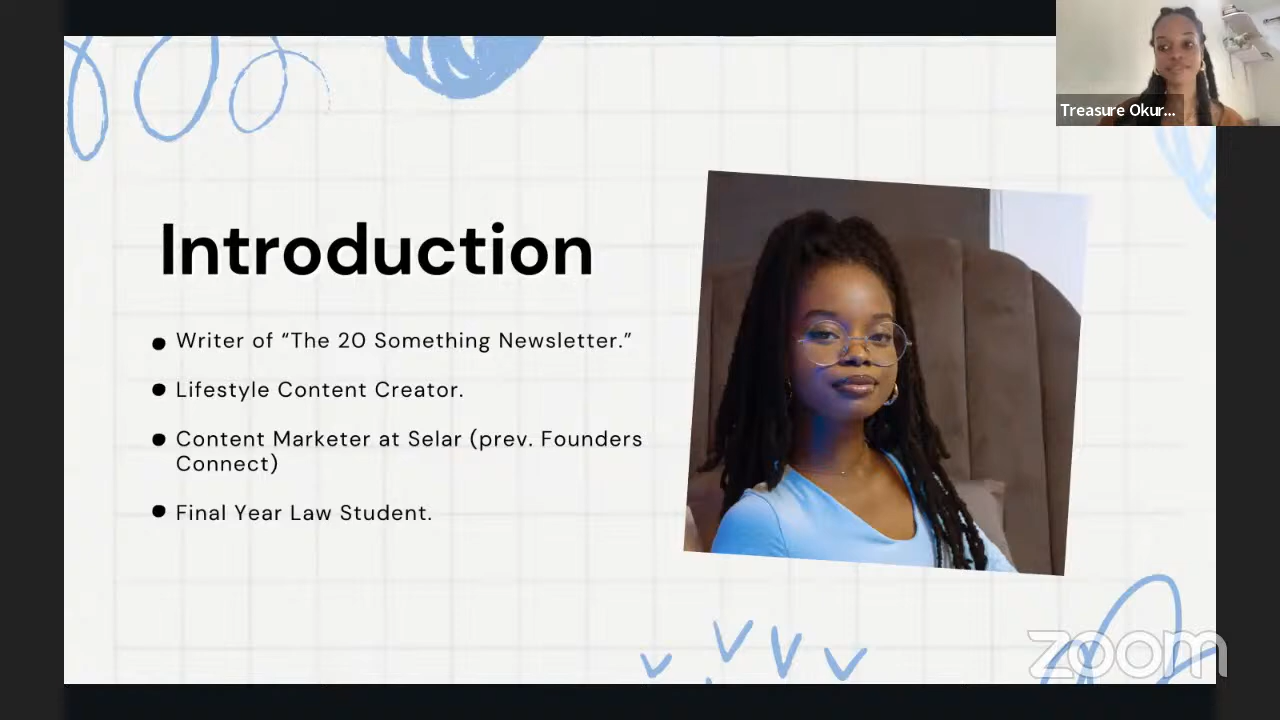 Treasure Okur...
Introduction
Writer of “The 20 Something Newsletter.”
Lifestyle Content Creator.
Content Marketer at Selar (prev. Founders
Connect)
Final Year Law Student.
zoom